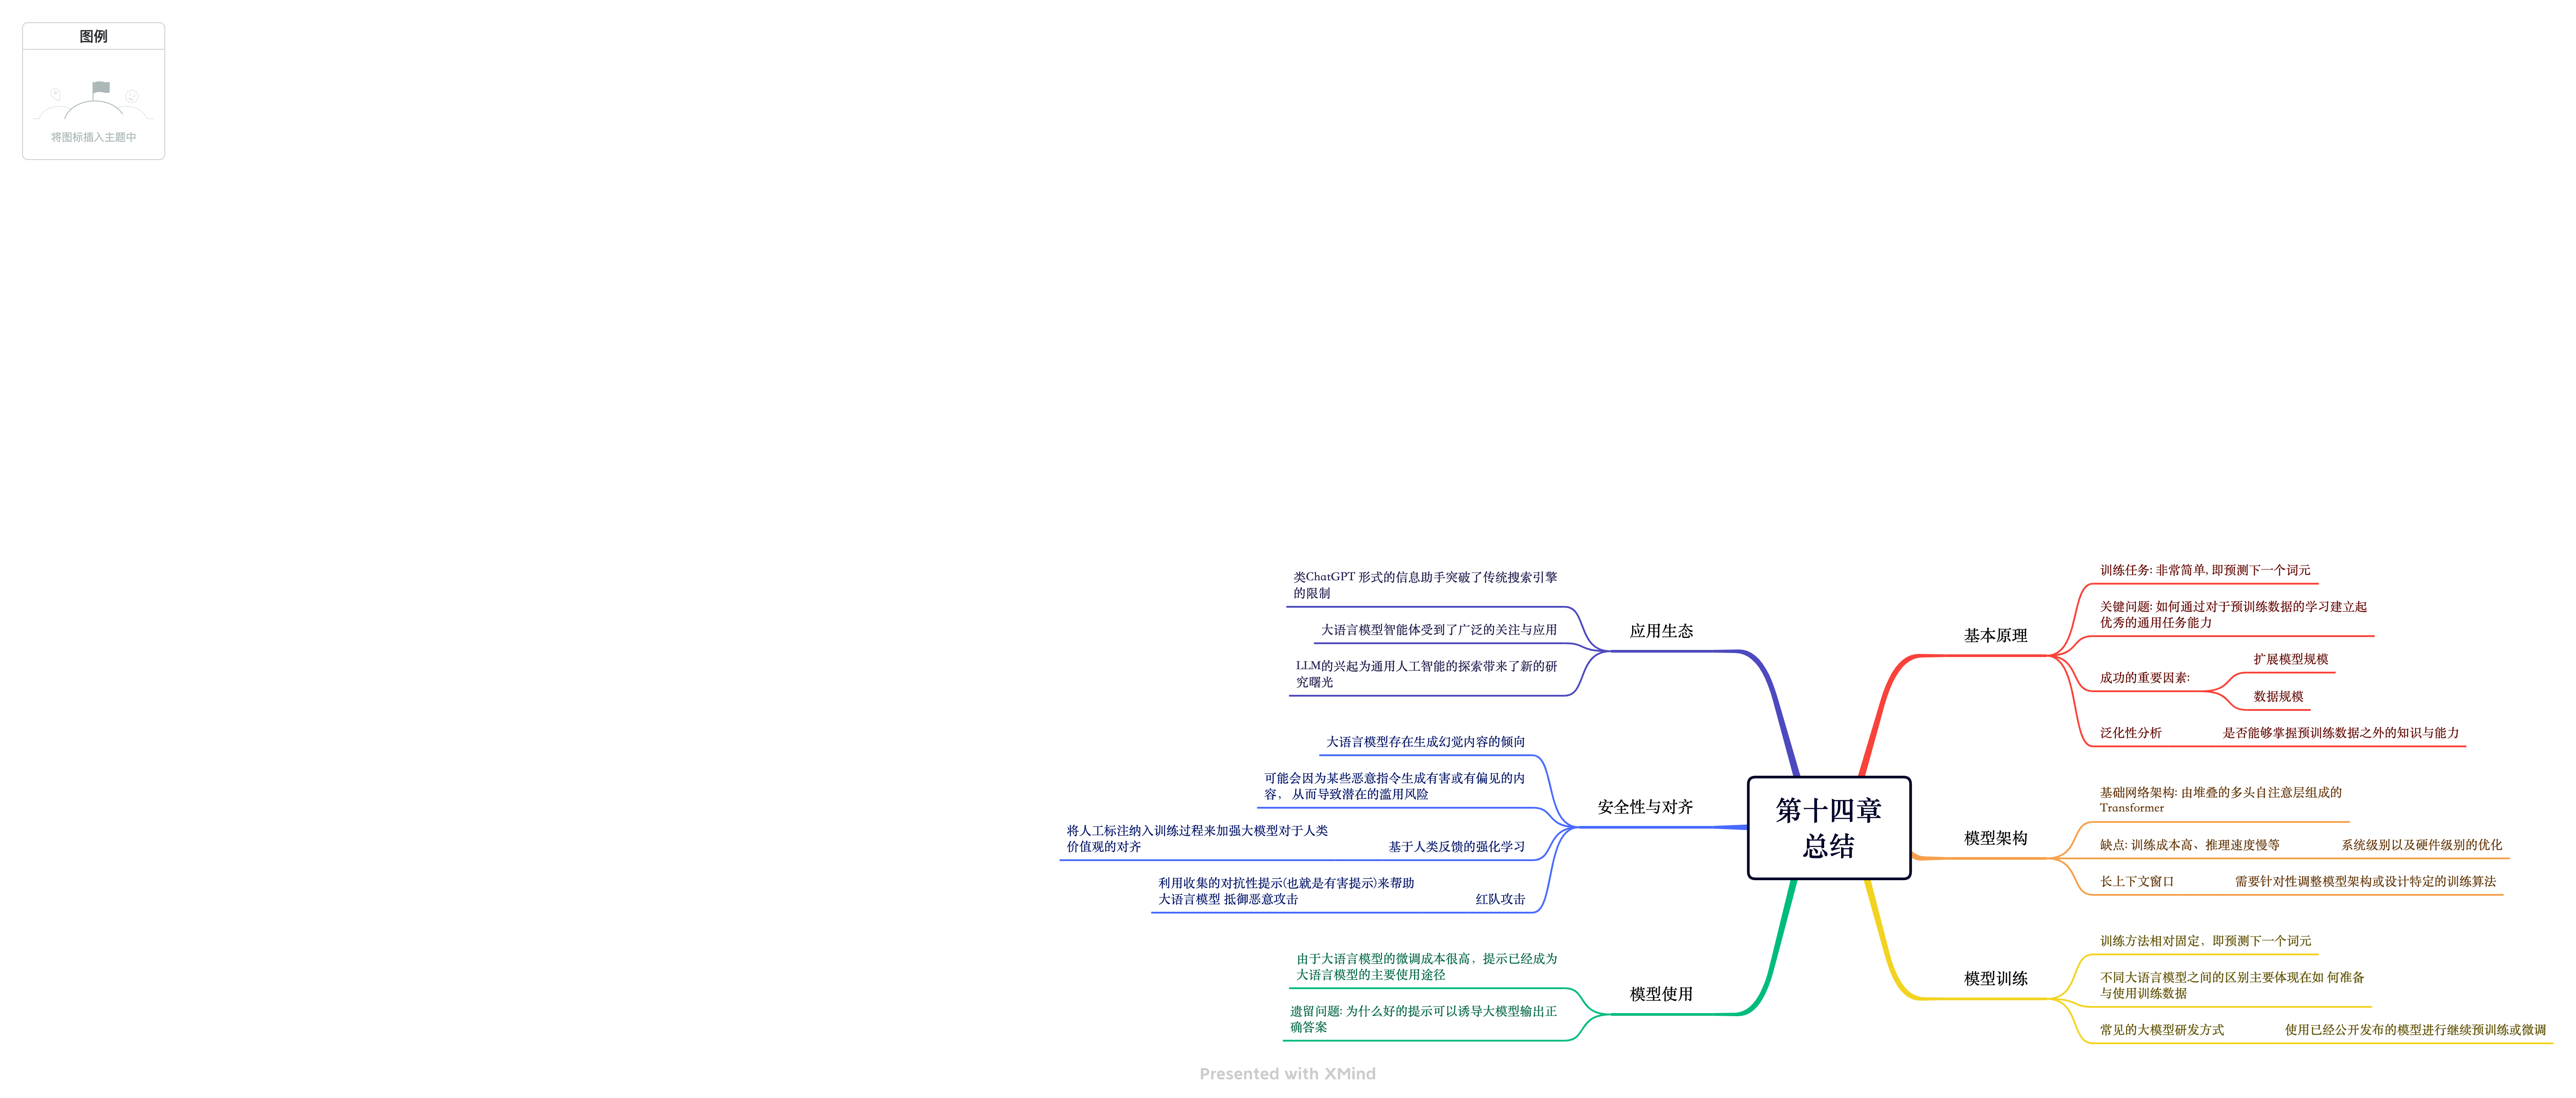 图例
将图标插入主题中
第十四章
总结
基本原理
训练任务: 非常简单, 即预测下一个词元
关键问题: 如何通过对于预训练数据的学习建立起
优秀的通用任务能力
成功的重要因素:
扩展模型规模
数据规模
泛化性分析
是否能够掌握预训练数据之外的知识与能力
模型架构
基础网络架构: 由堆叠的多头自注意层组成的
Transformer
缺点: 训练成本高、推理速度慢等
系统级别以及硬件级别的优化
长上下文窗口
需要针对性调整模型架构或设计特定的训练算法
模型训练
训练方法相对固定，即预测下一个词元
不同大语言模型之间的区别主要体现在如 何准备
与使用训练数据
常见的大模型研发方式
使用已经公开发布的模型进行继续预训练或微调
应用生态
类ChatGPT 形式的信息助手突破了传统搜索引擎
的限制
大语言模型智能体受到了广泛的关注与应用
LLM的兴起为通用人工智能的探索带来了新的研
究曙光
安全性与对齐
大语言模型存在生成幻觉内容的倾向
可能会因为某些恶意指令生成有害或有偏见的内
容， 从而导致潜在的滥用风险
基于人类反馈的强化学习
将人工标注纳入训练过程来加强大模型对于人类
价值观的对齐
红队攻击
利用收集的对抗性提示(也就是有害提示)来帮助
大语言模型 抵御恶意攻击
模型使用
由于大语言模型的微调成本很高，提示已经成为
大语言模型的主要使用途径
遗留问题: 为什么好的提示可以诱导大模型输出正
确答案
Presented with XMind